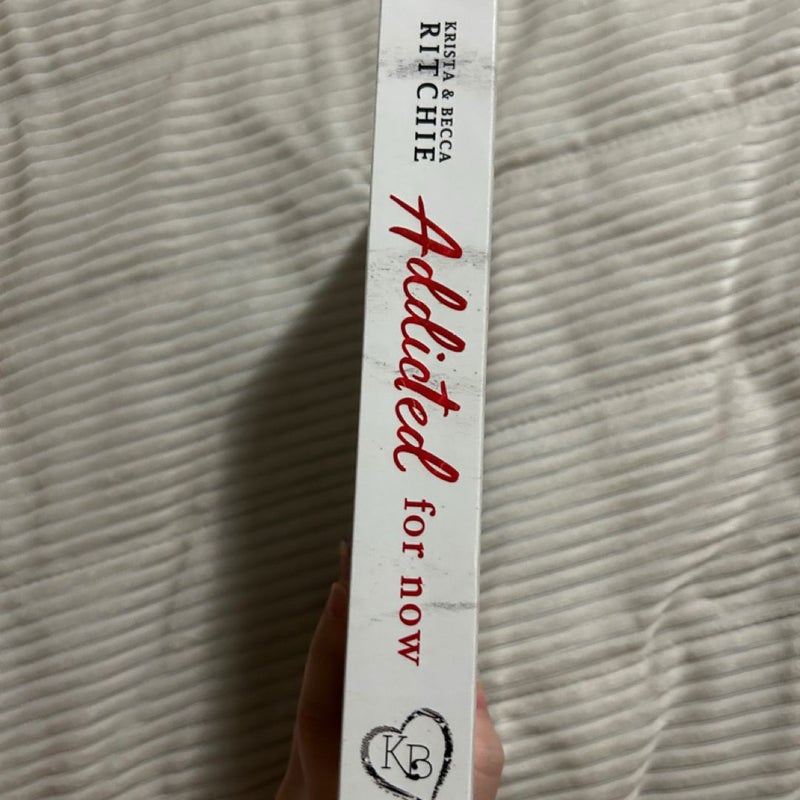 KRISTA & BECCA
RITCHIE
Addicted for now
KB